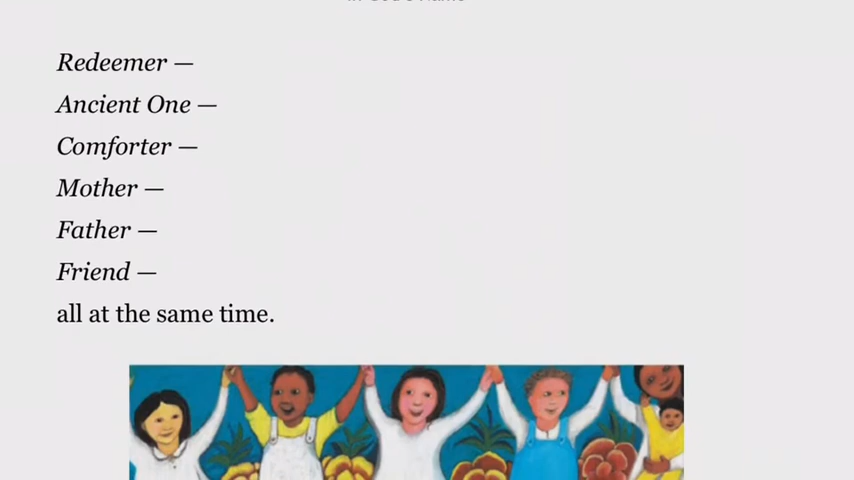 Redeemer —
Ancient One —
Comforter —
Mother —
Father —
Friend —
all at the same time.